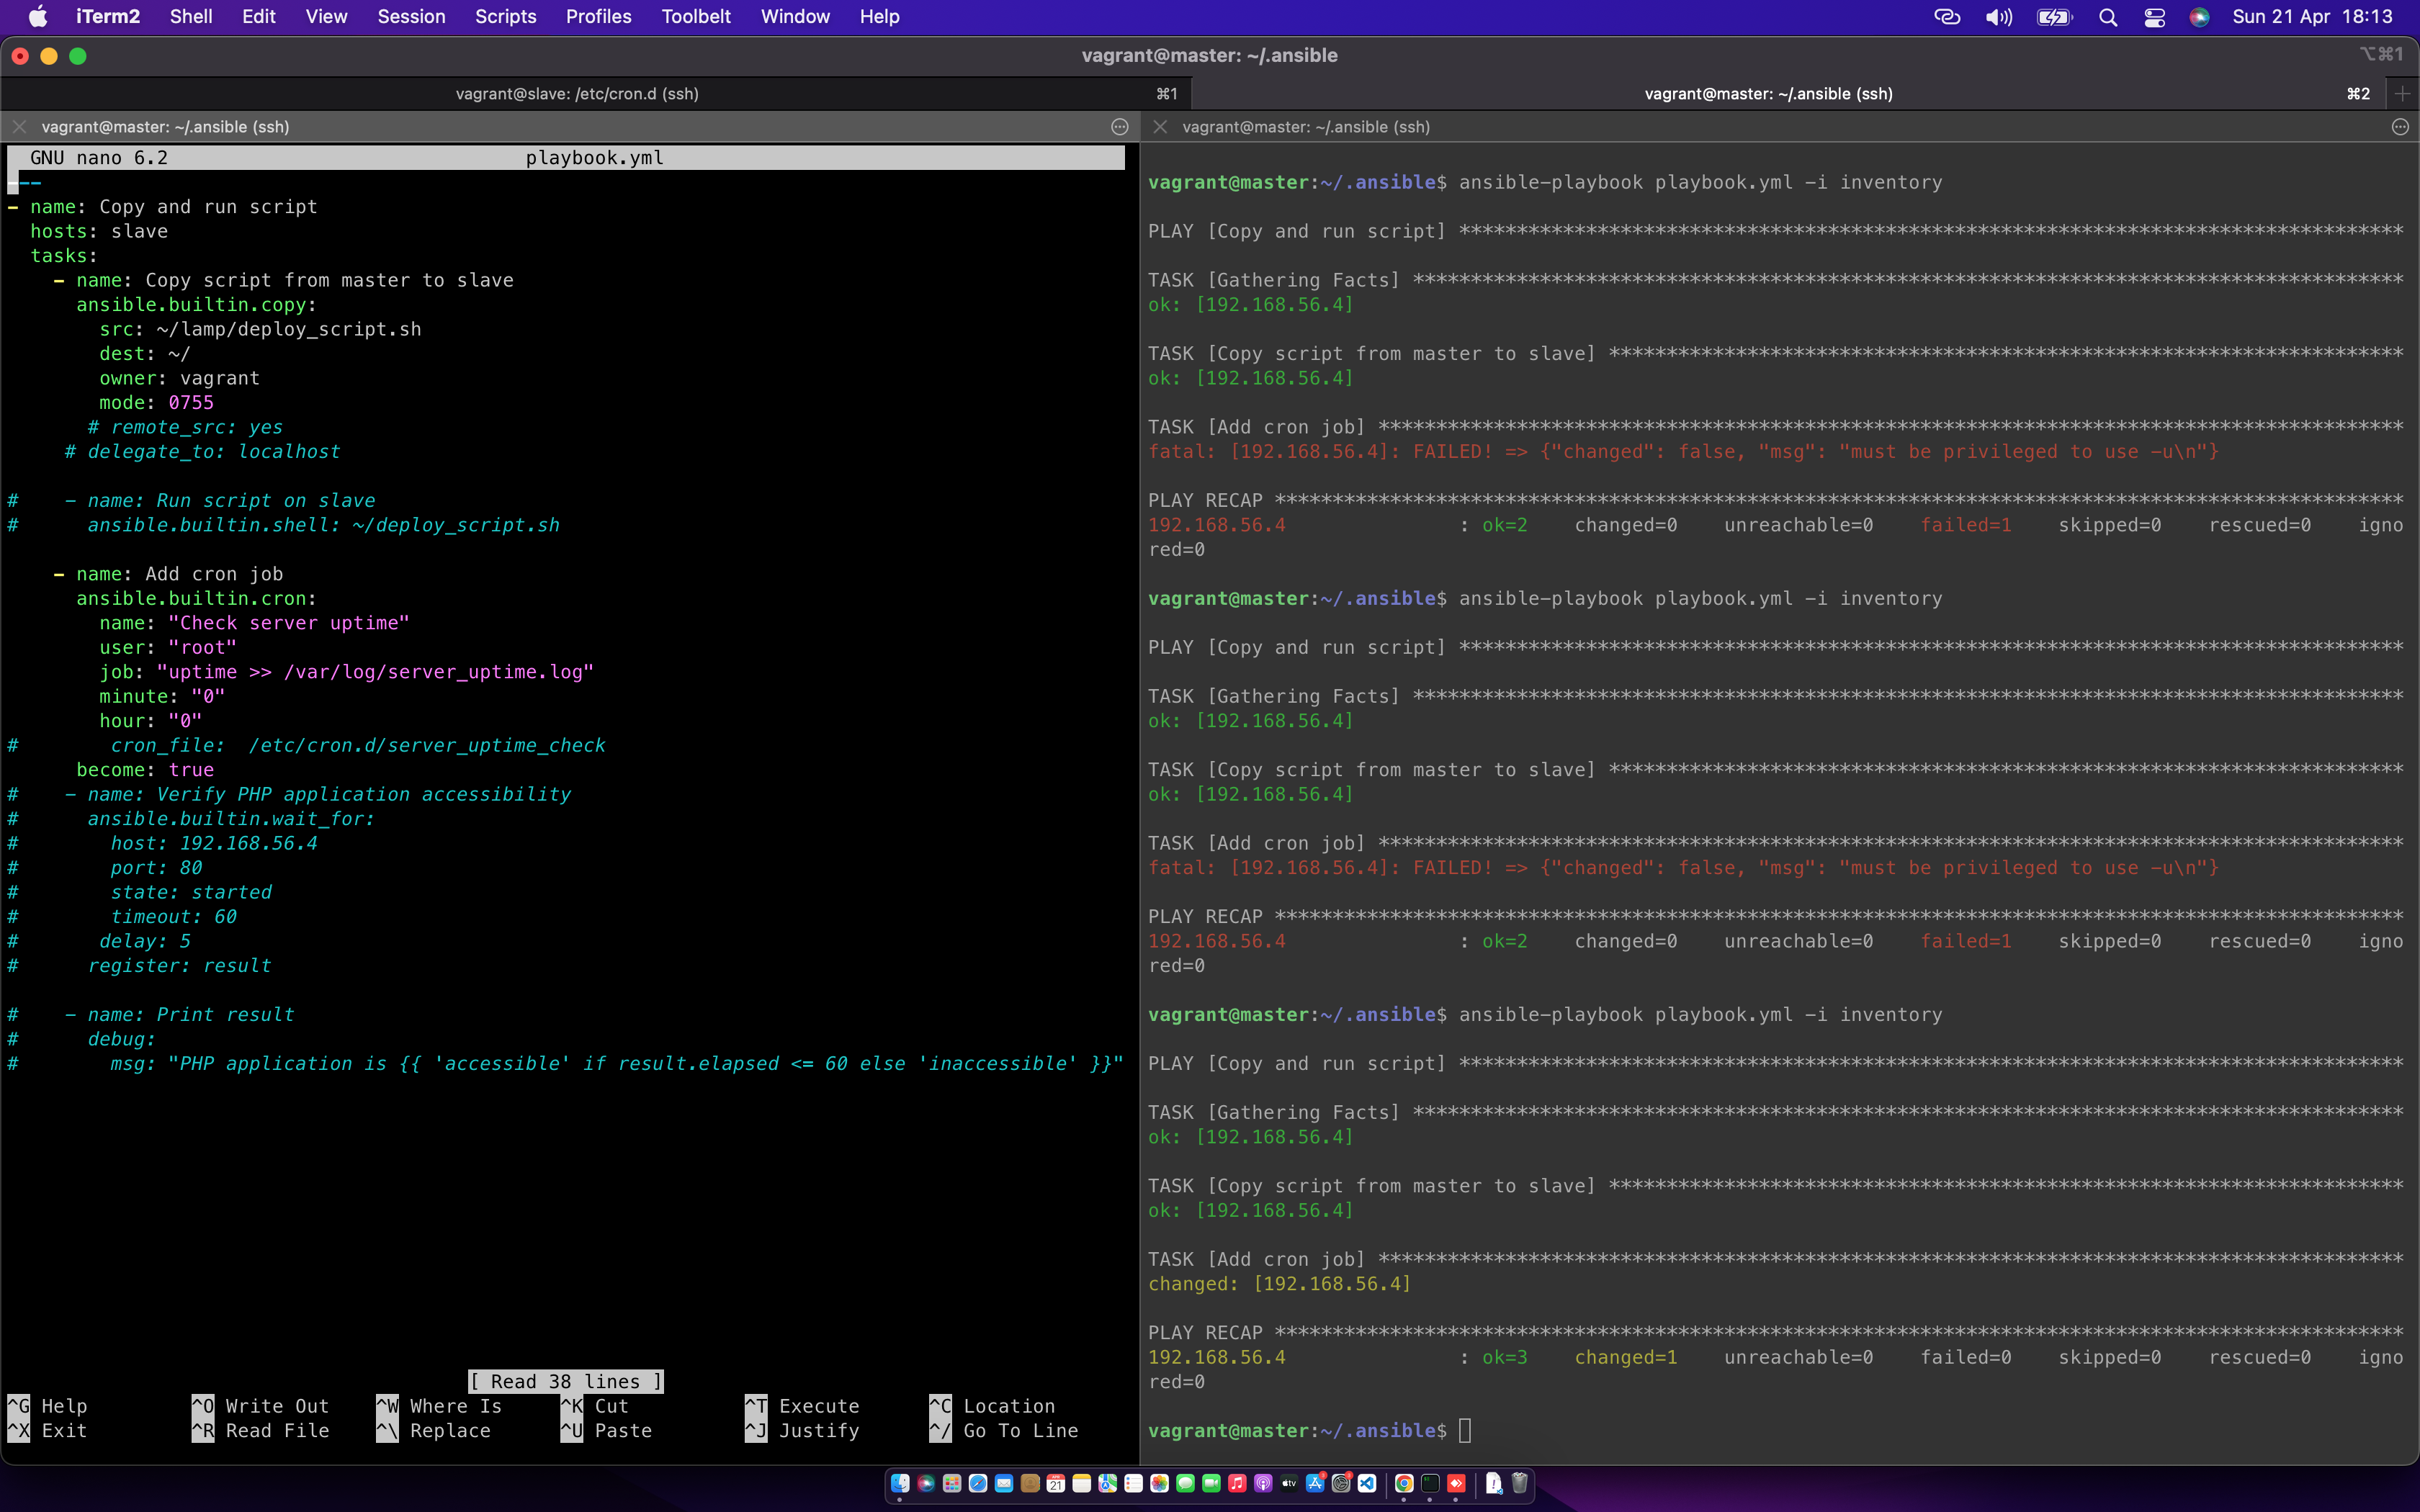 iTerm2 Shell Edit View Session Scripts Profiles Toolbelt Window Help Sun 21 Apr 18:13
vagrant@master: ~/.ansible ⌥⌘1
vagrant@slave: /etc/cron.d (ssh) ⌘1 vagrant@master: ~/.ansible (ssh) ⌘2
vagrant@master: ~/.ansible (ssh)
GNU nano 6.2 playbook.yml
---
- name: Copy and run script
  hosts: slave
  tasks:
    - name: Copy script from master to slave
      ansible.builtin.copy:
        src: ~/lamp/deploy_script.sh
        dest: ~/
        owner: vagrant
        mode: 0755
       # remote_src: yes
     # delegate_to: localhost
#    - name: Run script on slave
#      ansible.builtin.shell: ~/deploy_script.sh
    - name: Add cron job
      ansible.builtin.cron:
        name: "Check server uptime"
        user: "root"
        job: "uptime >> /var/log/server_uptime.log"
        minute: "0"
        hour: "0"
#        cron_file:  /etc/cron.d/server_uptime_check
      become: true
#    - name: Verify PHP application accessibility
#      ansible.builtin.wait_for:
#        host: 192.168.56.4
#        port: 80
#        state: started
#        timeout: 60
#       delay: 5
#      register: result
#    - name: Print result
#      debug:
#        msg: "PHP application is {{ 'accessible' if result.elapsed <= 60 else 'inaccessible' }}"
[ Read 38 lines ]
^G Help ^O Write Out ^W Where Is ^K Cut ^T Execute ^C Location
^X Exit ^R Read File ^\ Replace ^U Paste ^J Justify ^/ Go To Line
vagrant@master: ~/.ansible (ssh)
vagrant@master:~/.ansible$ ansible-playbook playbook.yml -i inventory
PLAY [Copy and run script] **********************************************************************************
TASK [Gathering Facts] **************************************************************************************
ok: [192.168.56.4]
TASK [Copy script from master to slave] *********************************************************************
ok: [192.168.56.4]
TASK [Add cron job] *****************************************************************************************
fatal: [192.168.56.4]: FAILED! => {"changed": false, "msg": "must be privileged to use -u\n"}
PLAY RECAP **************************************************************************************************
192.168.56.4               : ok=2    changed=0    unreachable=0    failed=1    skipped=0    rescued=0    igno
red=0
vagrant@master:~/.ansible$ ansible-playbook playbook.yml -i inventory
PLAY [Copy and run script] **********************************************************************************
TASK [Gathering Facts] **************************************************************************************
ok: [192.168.56.4]
TASK [Copy script from master to slave] *********************************************************************
ok: [192.168.56.4]
TASK [Add cron job] *****************************************************************************************
fatal: [192.168.56.4]: FAILED! => {"changed": false, "msg": "must be privileged to use -u\n"}
PLAY RECAP **************************************************************************************************
192.168.56.4               : ok=2    changed=0    unreachable=0    failed=1    skipped=0    rescued=0    igno
red=0
vagrant@master:~/.ansible$ ansible-playbook playbook.yml -i inventory
PLAY [Copy and run script] **********************************************************************************
TASK [Gathering Facts] **************************************************************************************
ok: [192.168.56.4]
TASK [Copy script from master to slave] *********************************************************************
ok: [192.168.56.4]
TASK [Add cron job] *****************************************************************************************
changed: [192.168.56.4]
PLAY RECAP **************************************************************************************************
192.168.56.4               : ok=3    changed=1    unreachable=0    failed=0    skipped=0    rescued=0    igno
red=0
vagrant@master:~/.ansible$
21
tv